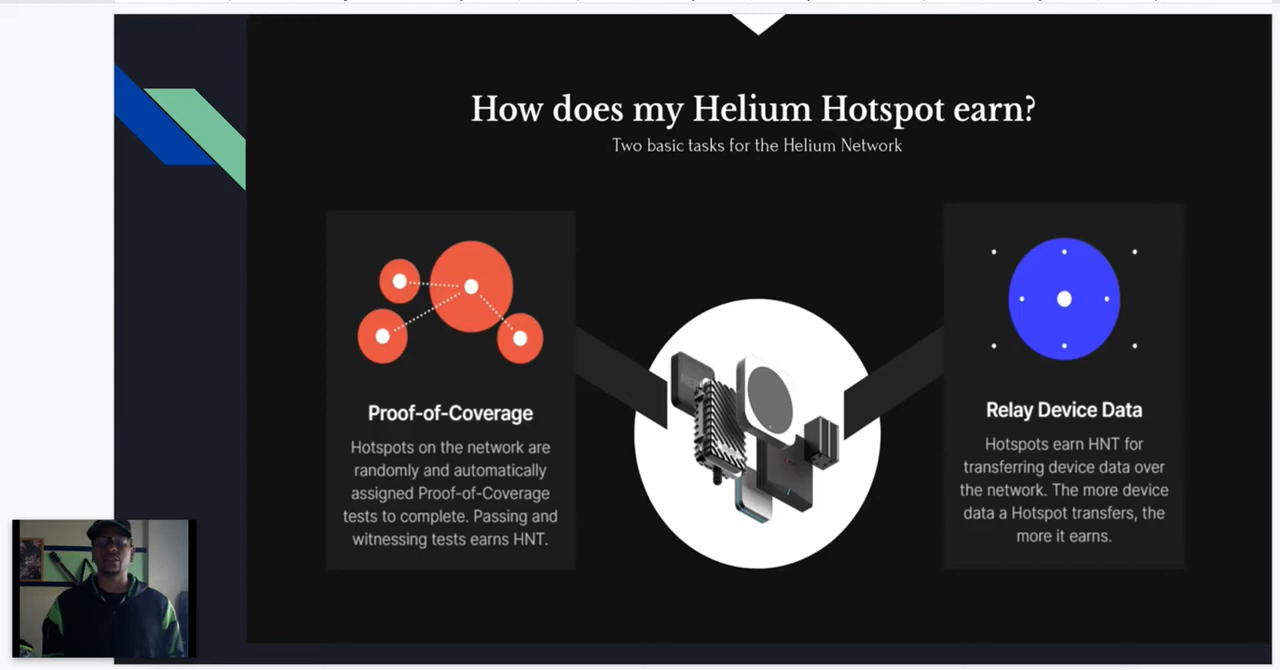 How does my Helium Hotspot earn?
Two basic tasks for the Helium Network
Proof-of-Coverage
Hotspots on the network are
randomly and automatically
assigned Proof-of-Coverage
tests to complete. Passing and
witnessing tests earns HNT.
Relay Device Data
Hotspots earn HNT for
transferring device data over
the network. The more device
data a Hotspot transfers, the
more it earns.